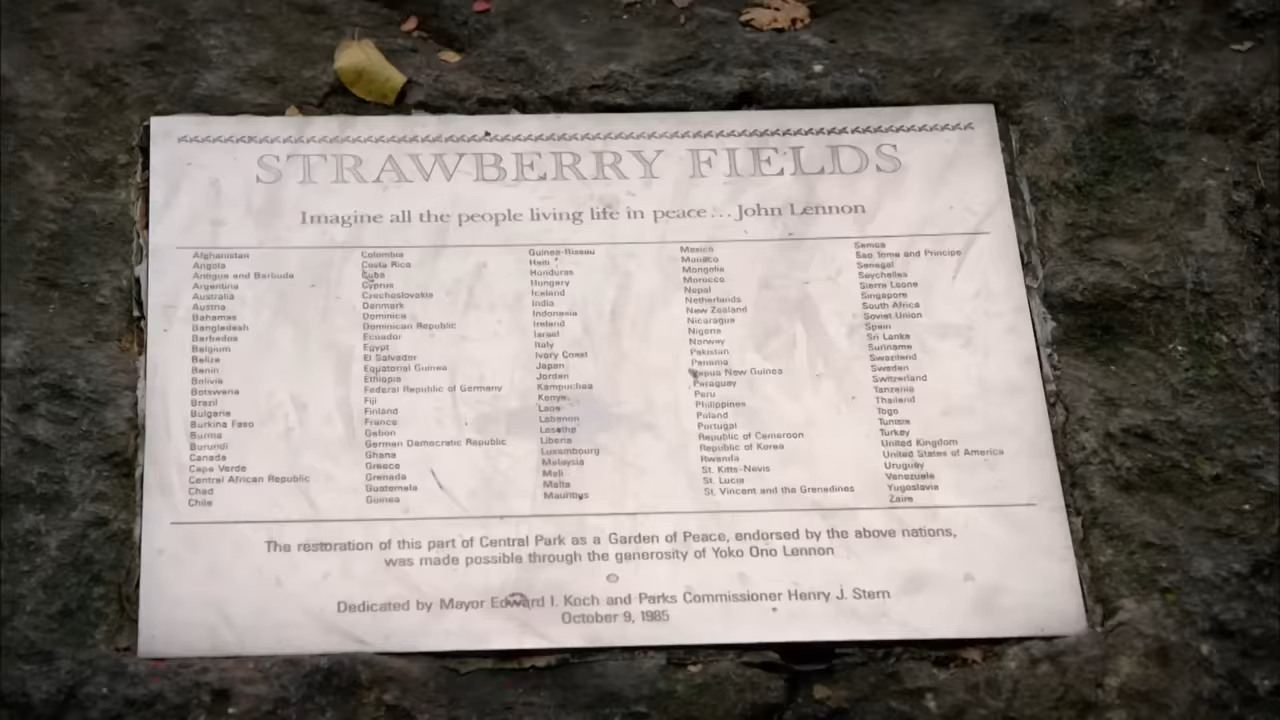 STRAWBERRY FIELDS
Imagine all the people living life in peace... John Lennon
Afghanistan
Angola
Antigua and Barbuda
Argentina
Australia
Austria
Bahamas
Bangladesh
Barbados
Belgium
Belize
Benin
Bolivia
Botswana
Brazil
Bulgaria
Burkina Faso
Burma
Burundi
Canada
Cape Verde
Central African Republic
Chad
Chile
Colombia
Costa Rica
Cuba
Cyprus
Czechoslovakia
Denmark
Dominica
Dominican Republic
Ecuador
Egypt
El Salvador
Equatorial Guinea
Ethiopia
Federal Republic of Germany
Fiji
Finland
France
Gabon
German Democratic Republic
Ghana
Greece
Grenada
Guatemala
Guinea
Guinea-Bissau
Haiti
Honduras
Hungary
Iceland
India
Indonesia
Ireland
Israel
Italy
Ivory Coast
Japan
Jordan
Kampuchea
Kenya
Laos
Lebanon
Lesotho
Liberia
Luxembourg
Malaysia
Mali
Malta
Mauritius
Mexico
Monaco
Mongolia
Morocco
Nepal
Netherlands
New Zealand
Nicaragua
Nigeria
Norway
Pakistan
Panama
Papua New Guinea
Paraguay
Peru
Philippines
Poland
Portugal
Republic of Cameroon
Republic of Korea
Rwanda
St. Kitts-Nevis
St. Lucia
St. Vincent and the Grenadines
Samoa
Sao Tome and Principe
Senegal
Seychelles
Sierra Leone
Singapore
South Africa
Soviet Union
Spain
Sri Lanka
Suriname
Swaziland
Sweden
Switzerland
Tanzania
Thailand
Togo
Tunisia
Turkey
United Kingdom
United States of America
Uruguay
Venezuela
Yugoslavia
Zaire
The restoration of this part of Central Park as a Garden of Peace, endorsed by the above nations,
was made possible through the generosity of Yoko Ono Lennon
Dedicated by Mayor Edward I. Koch and Parks Commissioner Henry J. Stern
October 9, 1985